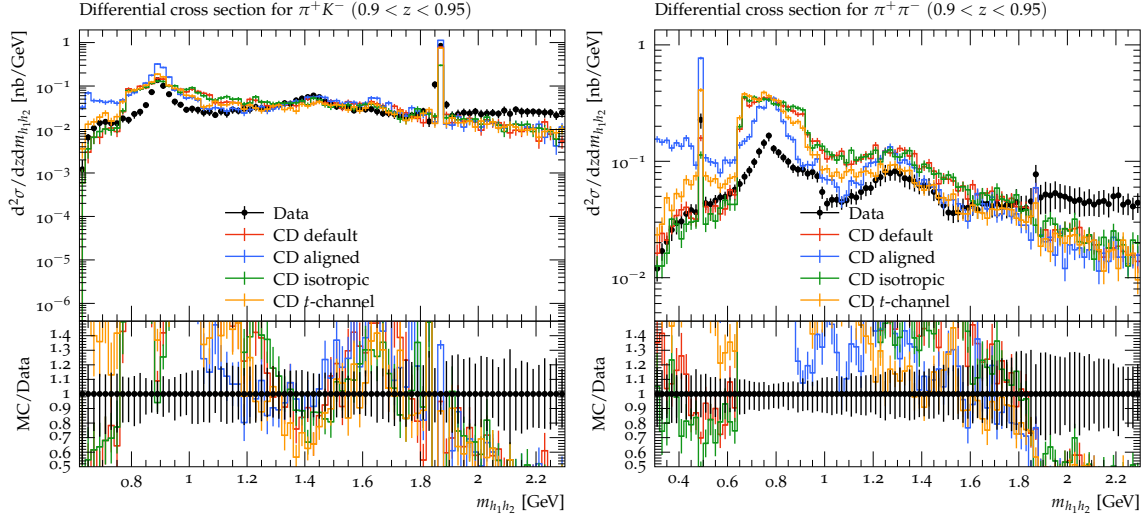 Differential cross section for π⁺K⁻ (0.9 < z < 0.95)
d²σ/dzdm_{h₁h₂} [nb/GeV]
1
10⁻¹
10⁻²
10⁻³
10⁻⁴
10⁻⁵
10⁻⁶
Data
CD default
CD aligned
CD isotropic
CD t-channel
MC/Data
1.4
1.3
1.2
1.1
1
0.9
0.8
0.7
0.6
0.5
0.8 1 1.2 1.4 1.6 1.8 2 2.2
m_{h₁h₂} [GeV]
Differential cross section for π⁺π⁻ (0.9 < z < 0.95)
d²σ/dzdm_{h₁h₂} [nb/GeV]
1
10⁻¹
10⁻²
Data
CD default
CD aligned
CD isotropic
CD t-channel
MC/Data
1.4
1.3
1.2
1.1
1
0.9
0.8
0.7
0.6
0.5
0.4 0.6 0.8 1 1.2 1.4 1.6 1.8 2 2.2
m_{h₁h₂} [GeV]